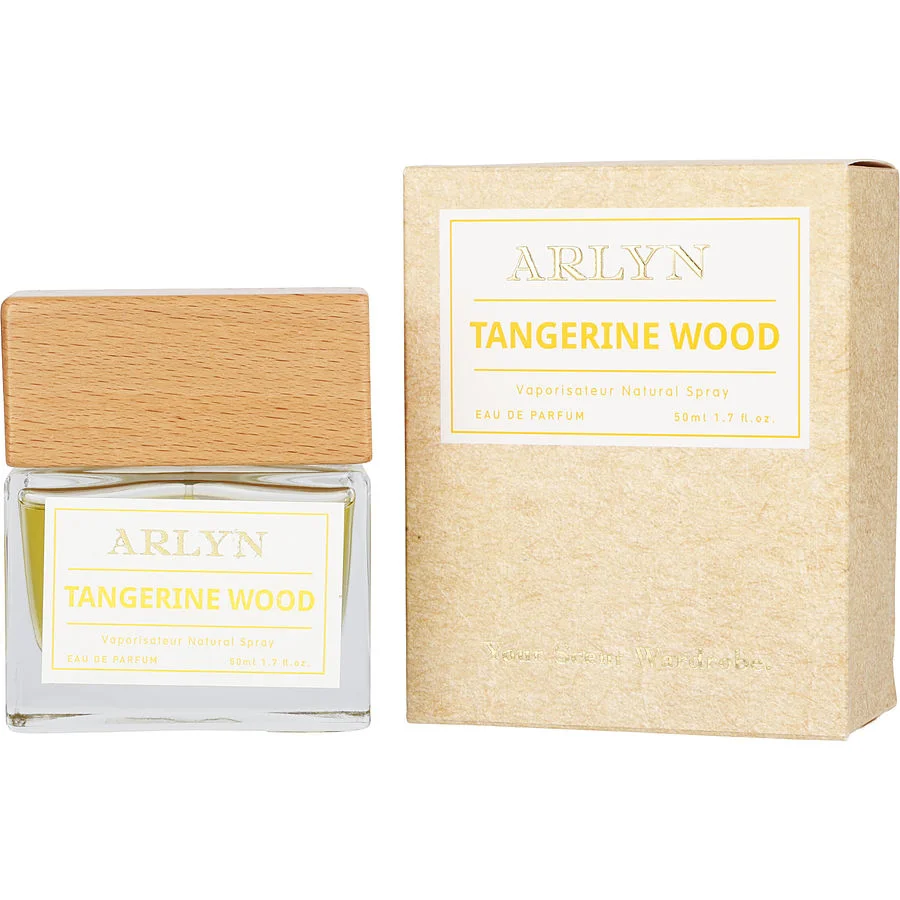 ARLYN
TANGERINE WOOD
Vaporisateur Natural Spray
EAU DE PARFUM 50ml 1.7 fl.oz.
Your Scent Wardrobe.
ARLYN
TANGERINE WOOD
Vaporisateur Natural Spray
EAU DE PARFUM 50ml 1.7 fl.oz.